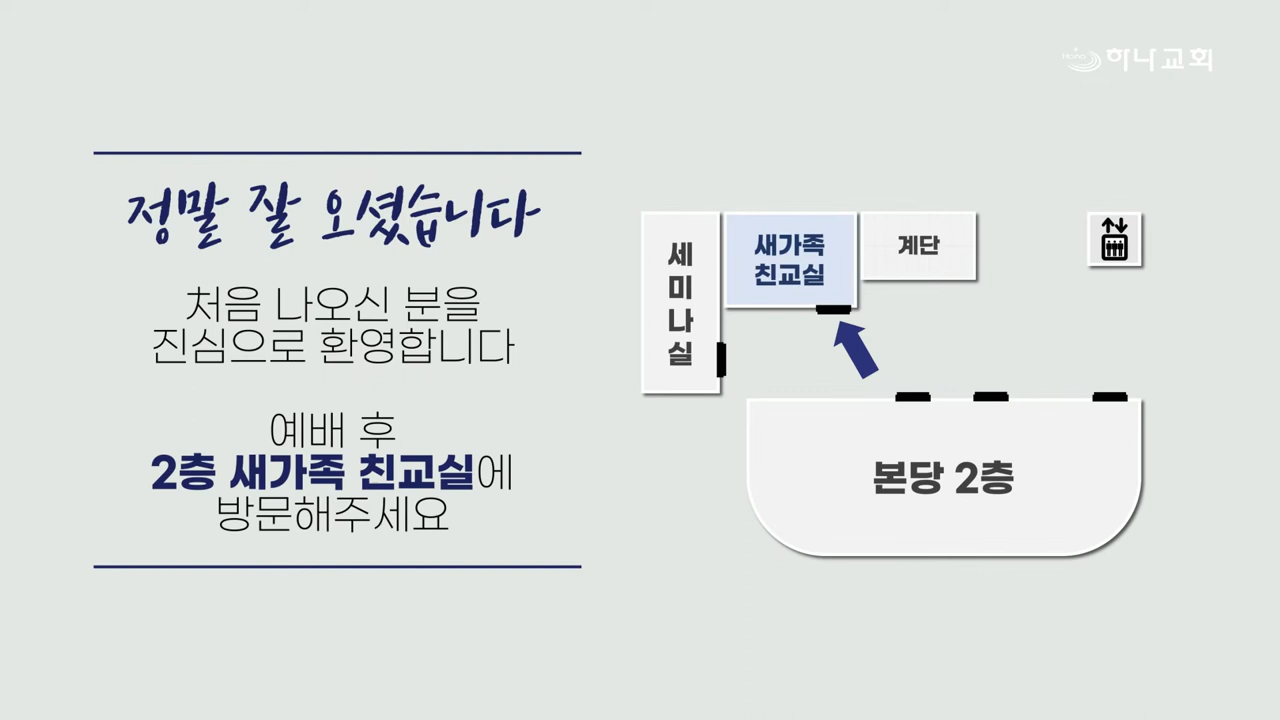 Hana 하나교회
정말 잘 오셨습니다
처음 나오신 분을
진심으로 환영합니다
예배 후
2층 새가족 친교실에
방문해주세요
세
미
나
실
새가족
친교실
계단
본당 2층